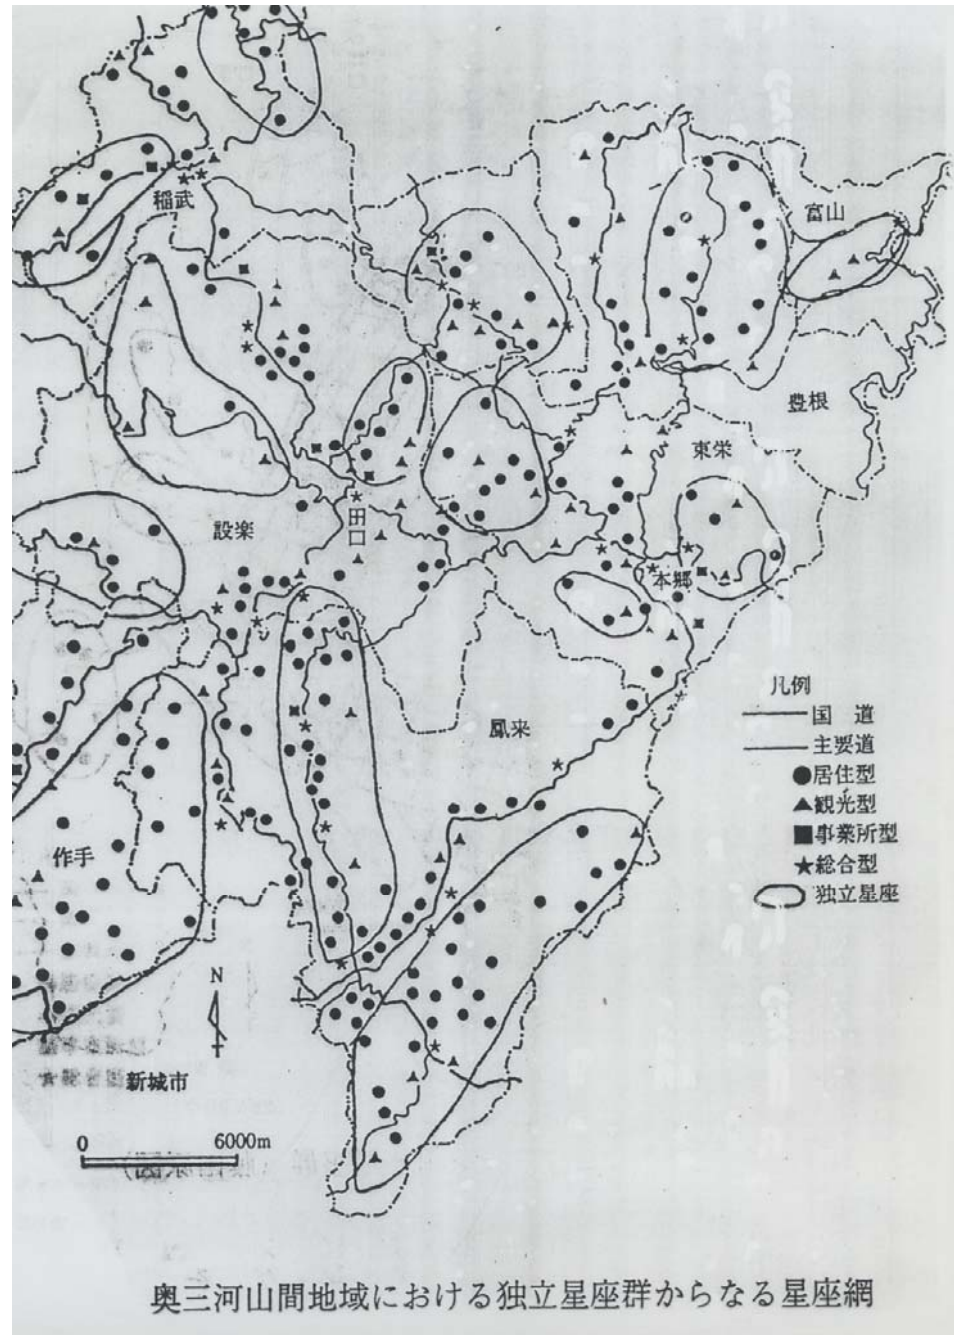 稲武
富山
豊根
東栄
設楽
田口
本郷
鳳来
凡例
国 道
主要道
居住型
観光型
事業所型
総合型
独立星座
作手
N
新城市
0 6000m
奥三河山間地域における独立星座群からなる星座網